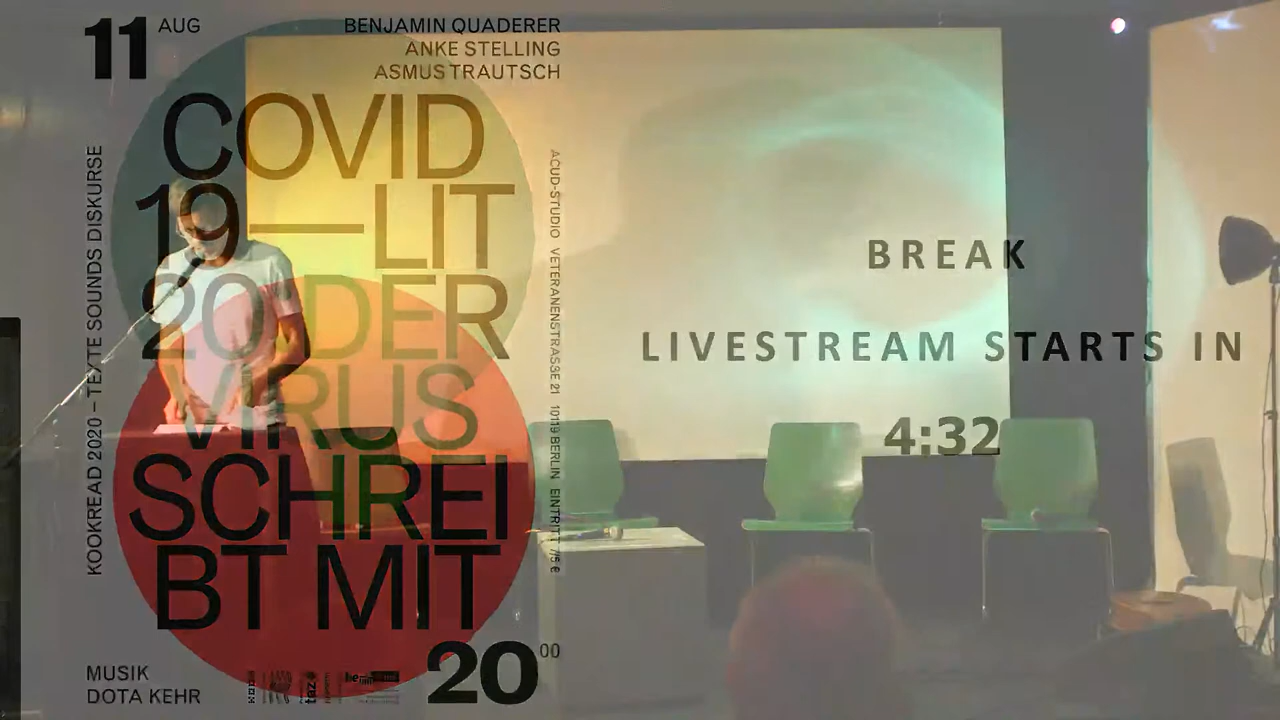 11 AUG
BENJAMIN QUADERER
ANKE STELLING
ASMUS TRAUTSCH
COVID
19—LIT
20 DER
VIRUS
SCHREI
BT MIT
KOOKREAD 2020 – TEXTE SOUNDS DISKURSE
ACUD-STUDIO VETERANENSTRASSE 21 10119 BERLIN EINTRITT 7/5 €
MUSIK
DOTA KEHR
taz
20 00
BREAK
LIVESTREAM STARTS IN
4:32